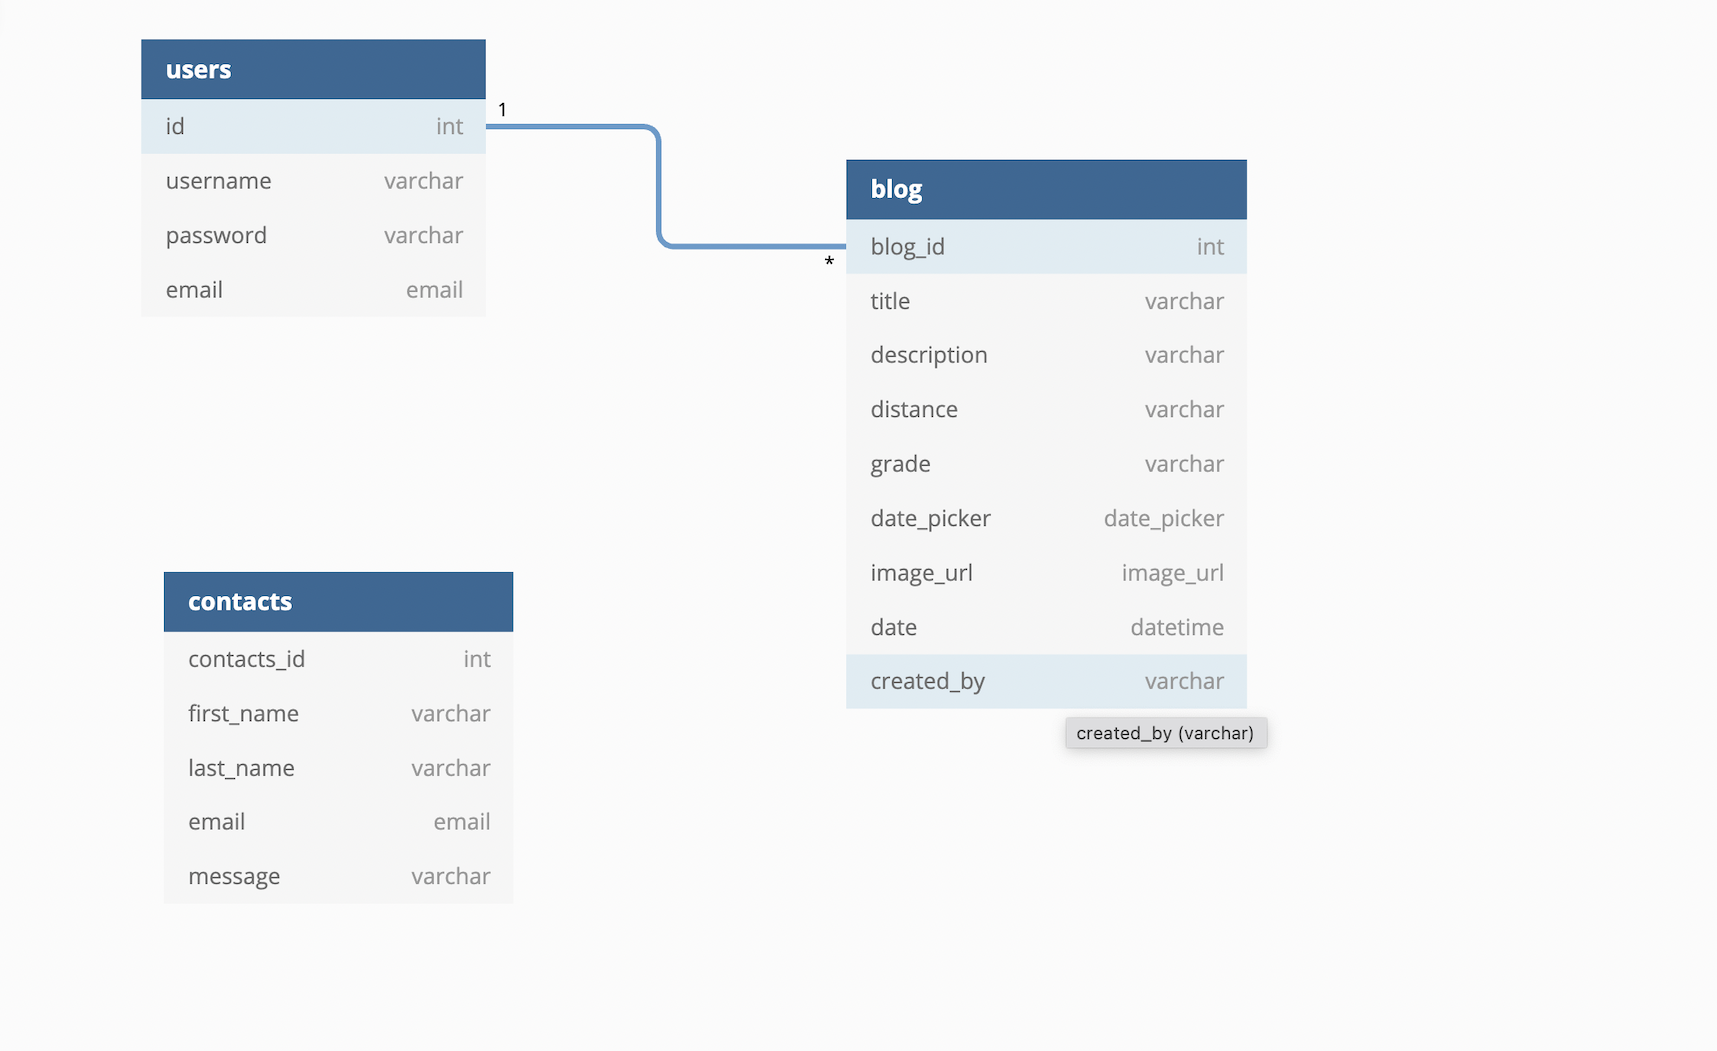 users
id int
username varchar
password varchar
email email
1
*
blog
blog_id int
title varchar
description varchar
distance varchar
grade varchar
date_picker date_picker
image_url image_url
date datetime
created_by varchar
created_by (varchar)
contacts
contacts_id int
first_name varchar
last_name varchar
email email
message varchar